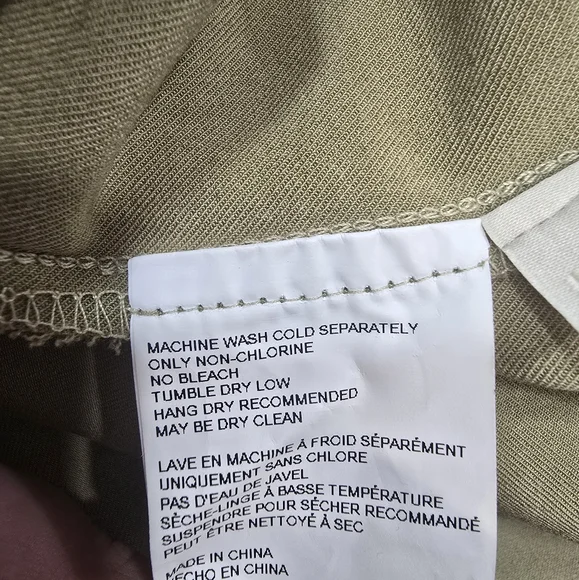 MACHINE WASH COLD SEPARATELY
ONLY NON-CHLORINE
NO BLEACH
TUMBLE DRY LOW
HANG DRY RECOMMENDED
MAY BE DRY CLEAN
LAVE EN MACHINE À FROID SÉPARÉMENT
UNIQUEMENT SANS CHLORE
PAS D'EAU DE JAVEL
SÈCHE-LINGE À BASSE TEMPÉRATURE
SUSPENDRE POUR SÉCHER RECOMMANDÉ
PEUT ÊTRE NETTOYÉ À SEC
MADE IN CHINA
HECHO EN CHINA